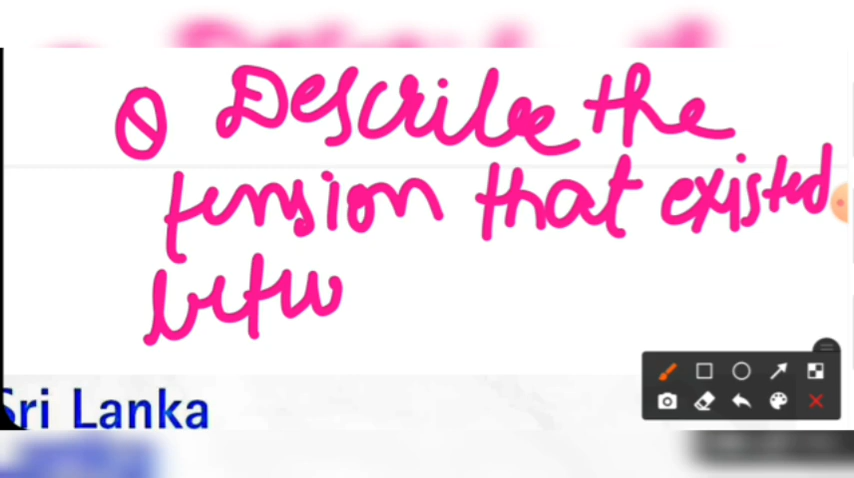 Q Describe the
tension that existed
betw
Sri Lanka